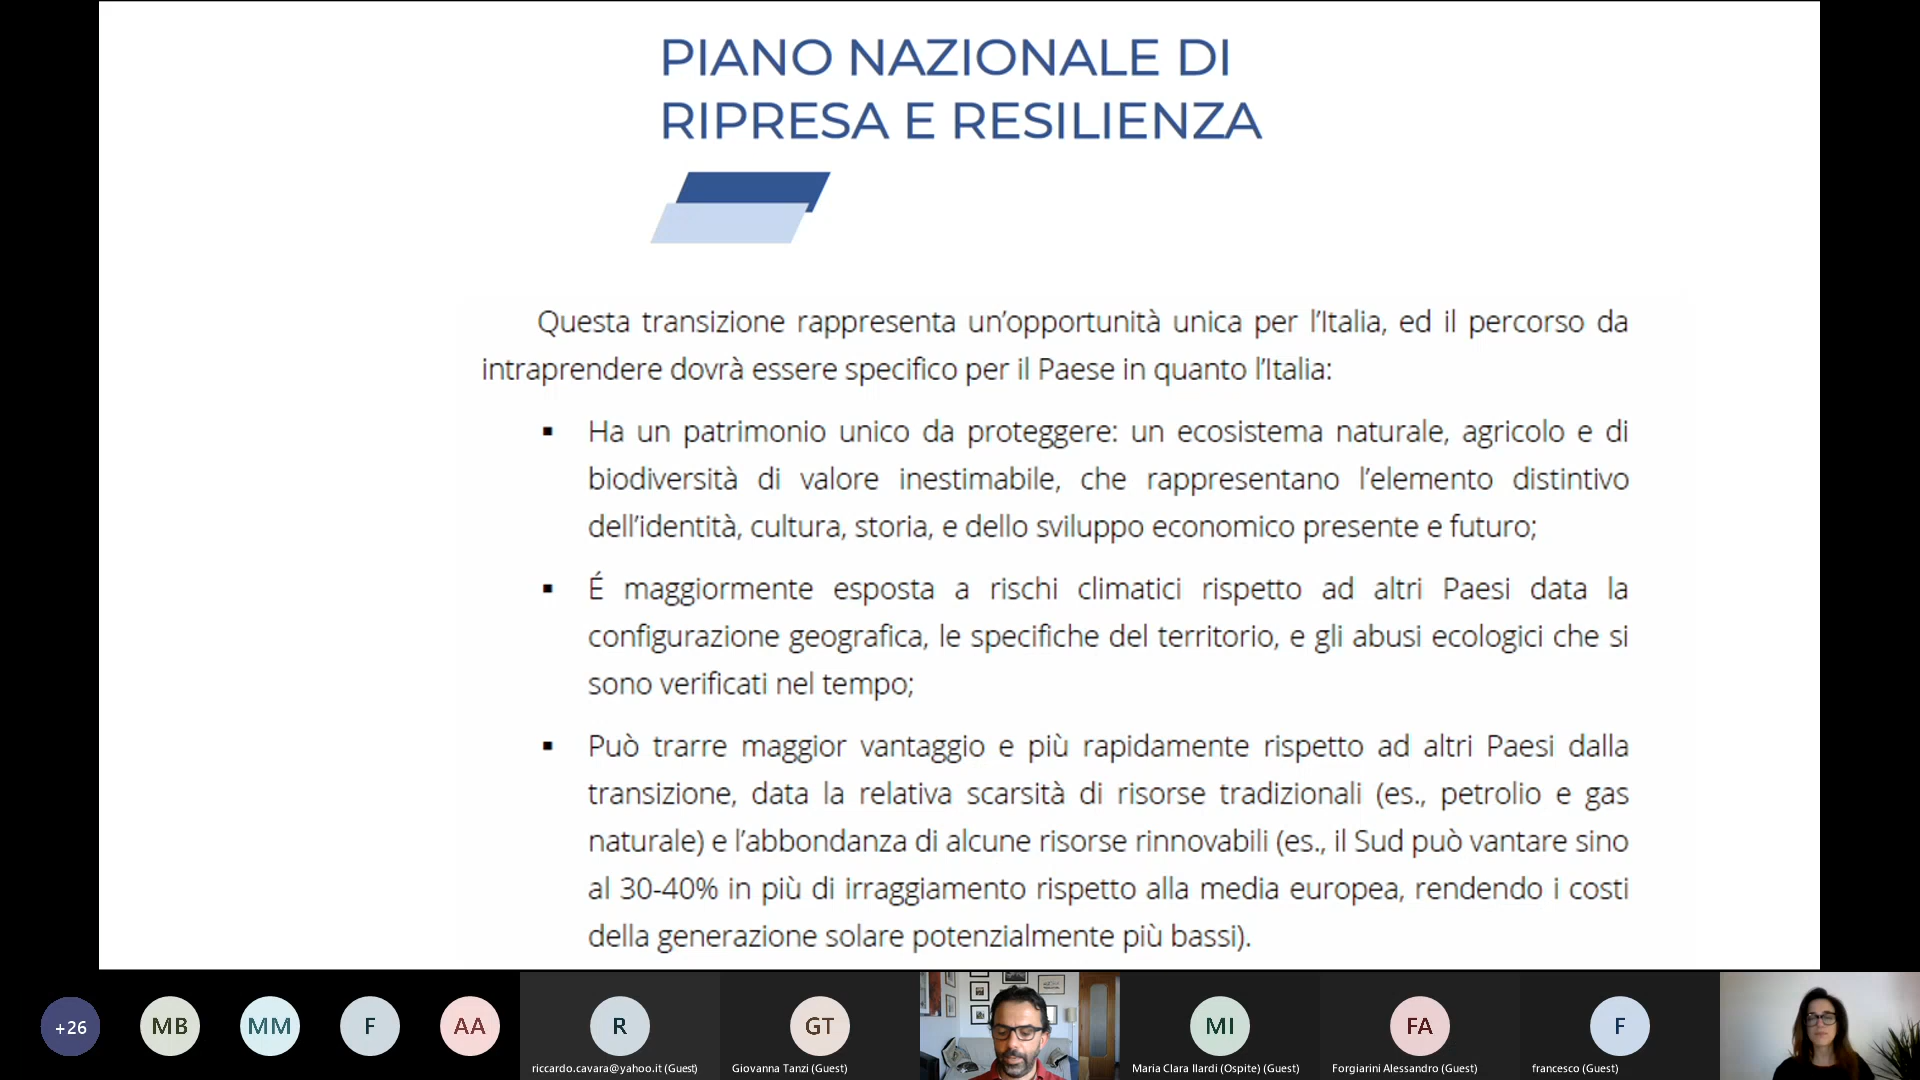 PIANO NAZIONALE DI
RIPRESA E RESILIENZA
Questa transizione rappresenta un’opportunità unica per l’Italia, ed il percorso da
intraprendere dovrà essere specifico per il Paese in quanto l’Italia:
▪ Ha un patrimonio unico da proteggere: un ecosistema naturale, agricolo e di
biodiversità di valore inestimabile, che rappresentano l’elemento distintivo
dell’identità, cultura, storia, e dello sviluppo economico presente e futuro;
▪ É maggiormente esposta a rischi climatici rispetto ad altri Paesi data la
configurazione geografica, le specifiche del territorio, e gli abusi ecologici che si
sono verificati nel tempo;
▪ Può trarre maggior vantaggio e più rapidamente rispetto ad altri Paesi dalla
transizione, data la relativa scarsità di risorse tradizionali (es., petrolio e gas
naturale) e l’abbondanza di alcune risorse rinnovabili (es., il Sud può vantare sino
al 30-40% in più di irraggiamento rispetto alla media europea, rendendo i costi
della generazione solare potenzialmente più bassi).
+26
MB
MM
F
AA
R
riccardo.cavara@yahoo.it (Guest)
GT
Giovanna Tanzi (Guest)
MI
Maria Clara Ilardi (Ospite) (Guest)
FA
Forgiarini Alessandro (Guest)
F
francesco (Guest)